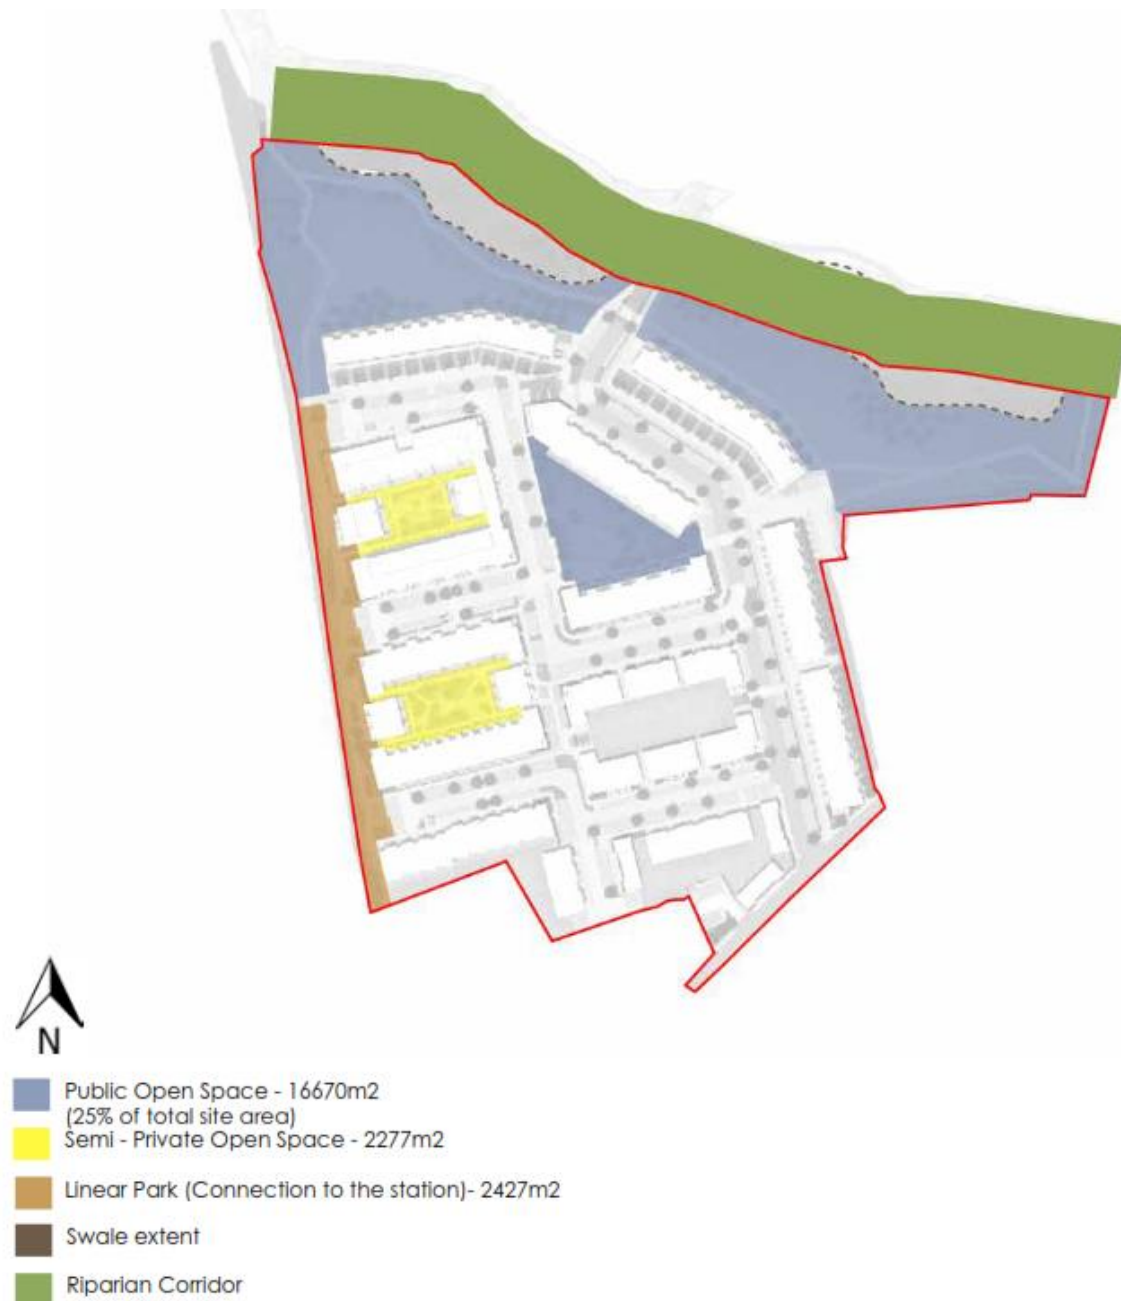 N
Public Open Space - 16670m2
(25% of total site area)
Semi - Private Open Space - 2277m2
Linear Park (Connection to the station)- 2427m2
Swale extent
Riparian Corridor